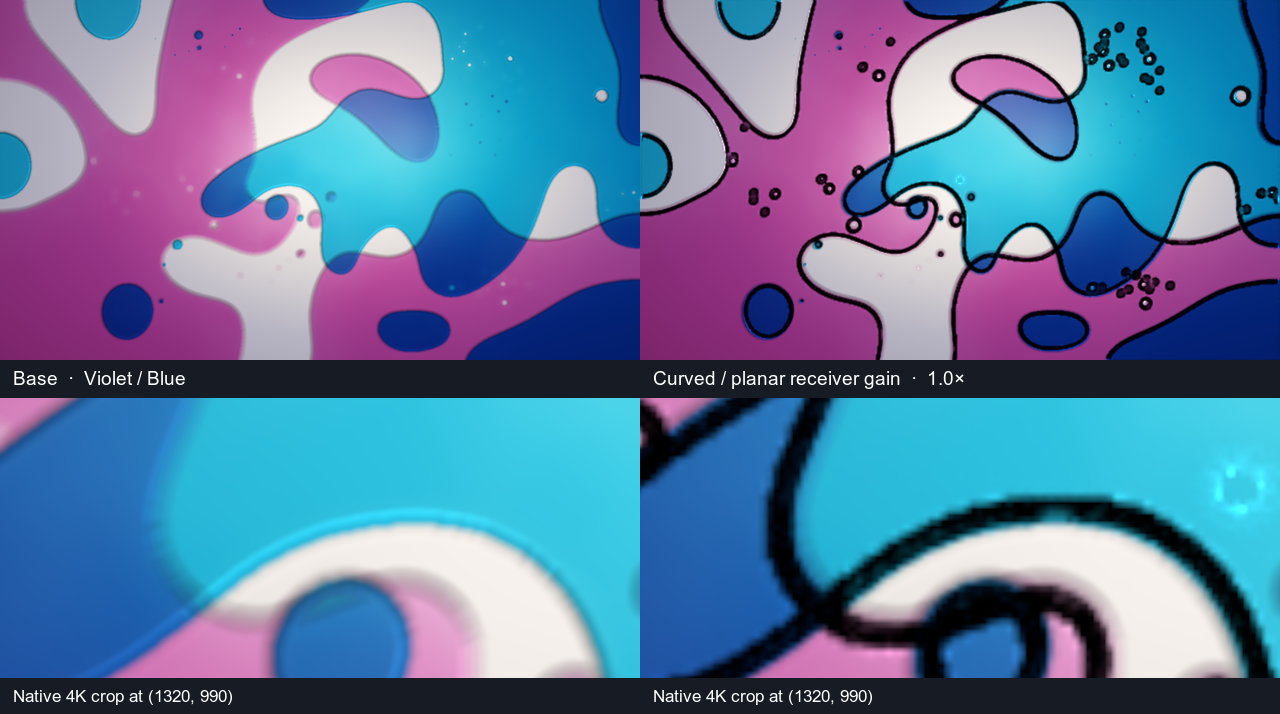 Base · Violet / Blue
Curved / planar receiver gain · 1.0×
Native 4K crop at (1320, 990)
Native 4K crop at (1320, 990)